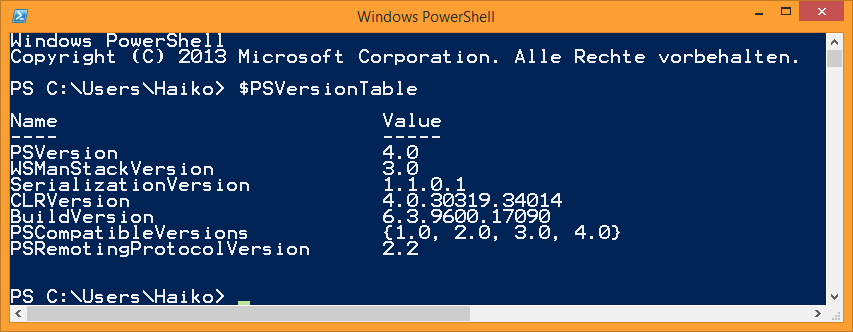 Windows PowerShell
Windows PowerShell
Copyright (C) 2013 Microsoft Corporation. Alle Rechte vorbehalten.
PS C:\Users\Haiko> $PSVersionTable
Name Value
---- -----
PSVersion 4.0
WSManStackVersion 3.0
SerializationVersion 1.1.0.1
CLRVersion 4.0.30319.34014
BuildVersion 6.3.9600.17090
PSCompatibleVersions {1.0, 2.0, 3.0, 4.0}
PSRemotingProtocolVersion 2.2
PS C:\Users\Haiko>